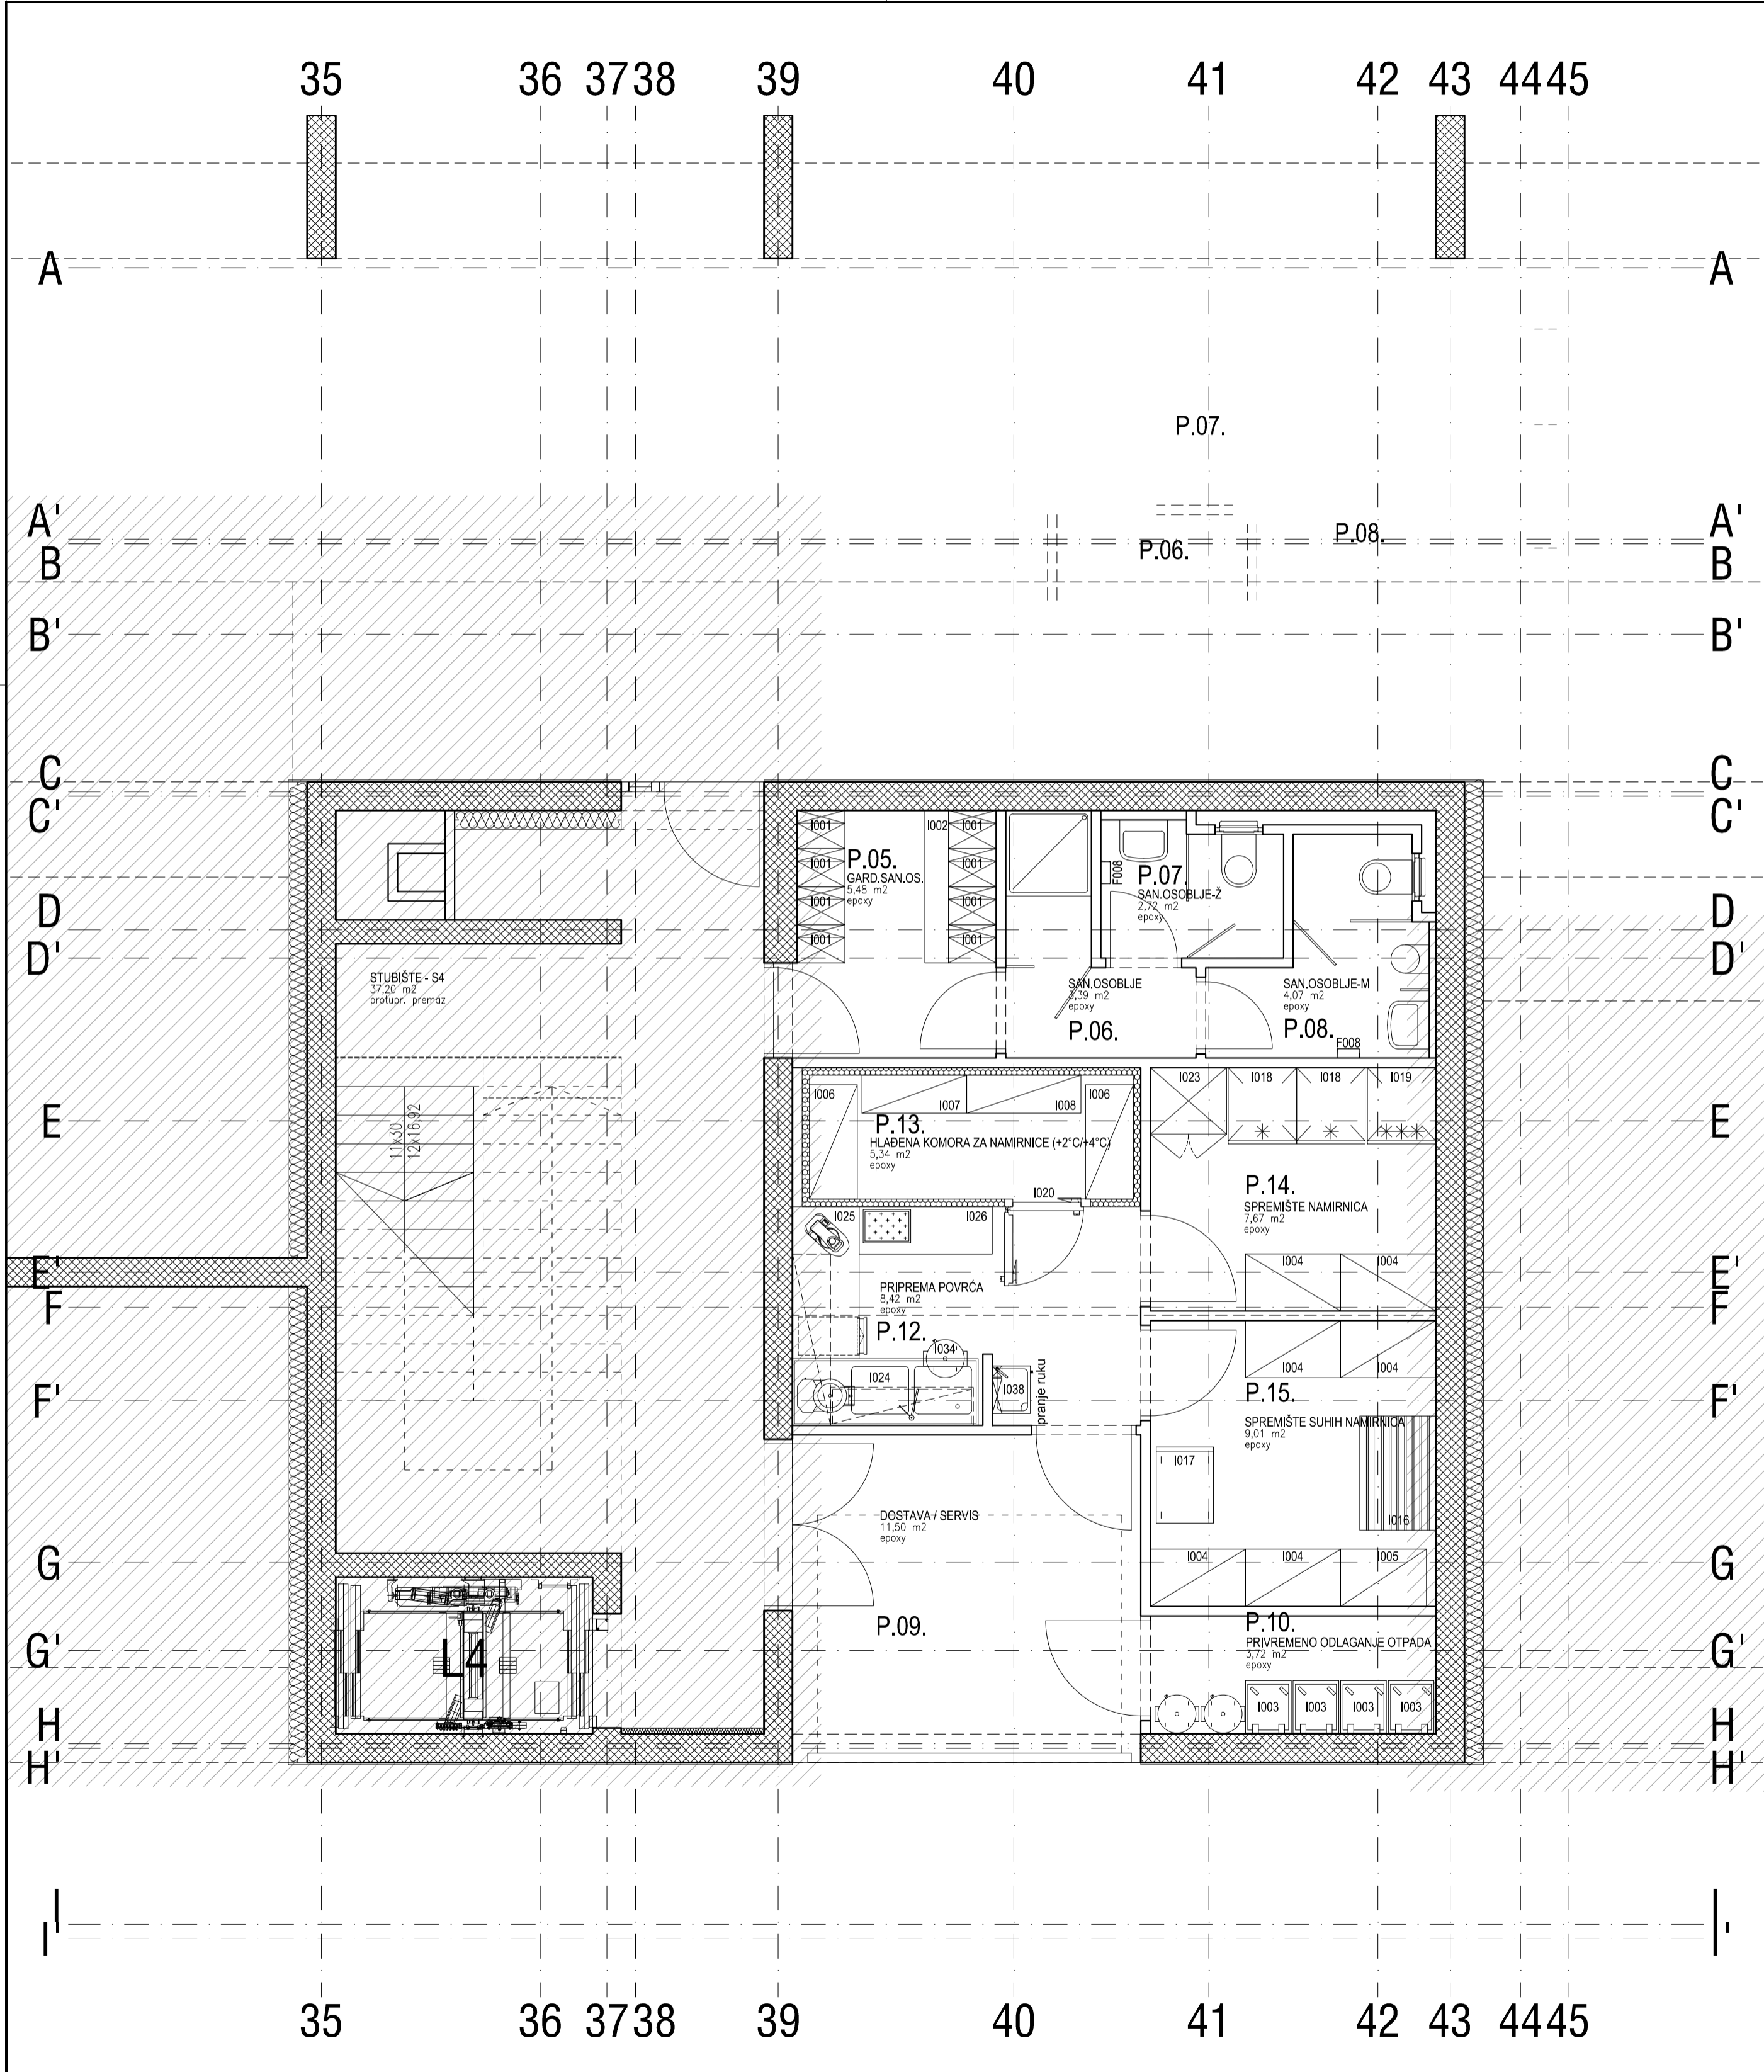 35 36 37 38 39 40 41 42 43 44 45
A A
P.07.
A' A'
P.08.
P.06.
B B
B' B'
C C
C' C'
I001 I002 I001
I001 I001
I001 I001
I001 I001
P.05.
GARD.SAN.OS.
5,48 m2
epoxy
F008
P.07.
SAN.OSOBLJE-Ž
2,72 m2
epoxy
D D
D' D'
STUBIŠTE - S4
37,20 m2
protupr. premaz
SAN.OSOBLJE
3,39 m2
epoxy
P.06.
SAN.OSOBLJE-M
4,07 m2
epoxy
P.08.
F008
I023 I018 I018 I019
I006 I007 I008 I006
E E
11x30
12x16,92
P.13.
HLAĐENA KOMORA ZA NAMIRNICE (+2°C/+4°C)
5,34 m2
epoxy
I020
P.14.
SPREMIŠTE NAMIRNICA
7,67 m2
epoxy
I025 I026
I004 I004
E' E'
F F
PRIPREMA POVRĆA
8,42 m2
epoxy
P.12.
I034
I024
I038
pranje ruku
I004 I004
P.15.
SPREMIŠTE SUHIH NAMIRNICA
9,01 m2
epoxy
F' F'
I017
I016
DOSTAVA / SERVIS
11,50 m2
epoxy
G G
I004 I004 I005
P.09.
P.10.
PRIVREMENO ODLAGANJE OTPADA
3,72 m2
epoxy
G' G'
L4
I003 I003 I003 I003
H H
H' H'
I I
I' I'
35 36 37 38 39 40 41 42 43 44 45